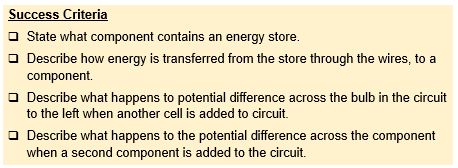 Success Criteria
❑ State what component contains an energy store.
❑ Describe how energy is transferred from the store through the wires, to a
component.
❑ Describe what happens to potential difference across the bulb in the circuit
to the left when another cell is added to circuit.
❑ Describe what happens to the potential difference across the component
when a second component is added to the circuit.